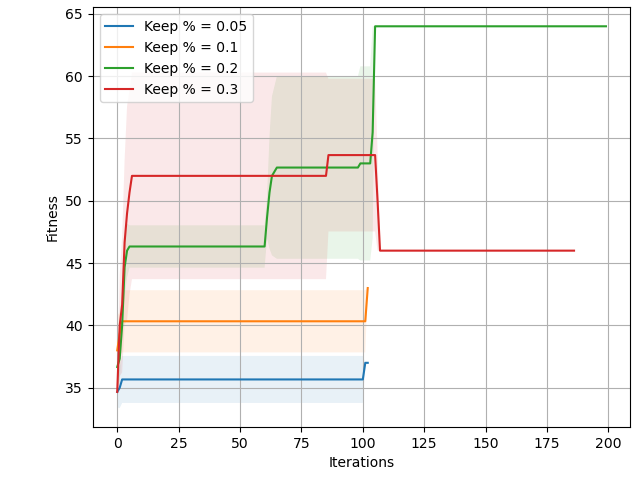 65
60
55
50
45
40
35
Fitness
Keep % = 0.05
Keep % = 0.1
Keep % = 0.2
Keep % = 0.3
0 25 50 75 100 125 150 175 200
Iterations